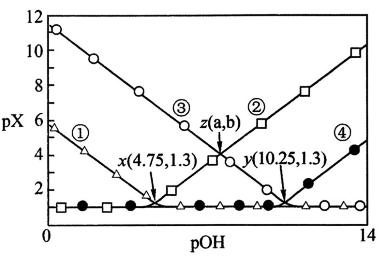 12
10
8
6
4
2
pX
①
③
②
④
z(a,b)
x(4.75,1.3)
y(10.25,1.3)
0
14
pOH